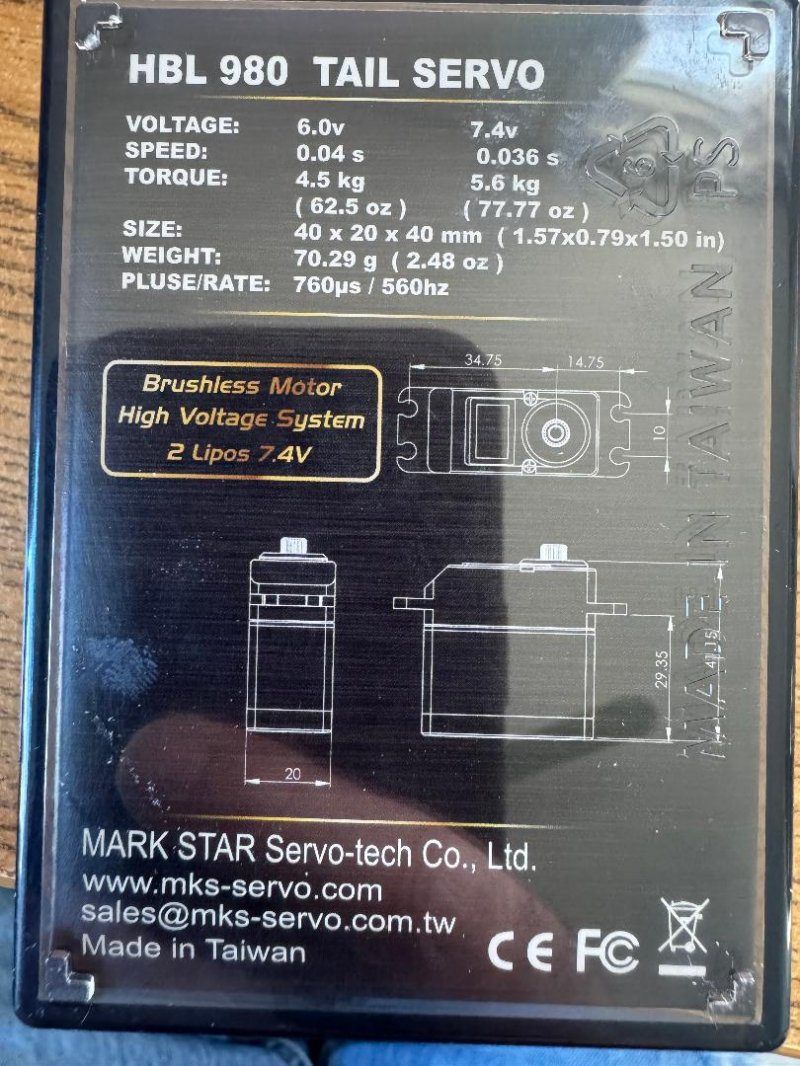 HBL 980 TAIL SERVO
VOLTAGE: 6.0v 7.4v
SPEED: 0.04 s 0.036 s
TORQUE: 4.5 kg 5.6 kg
( 62.5 oz ) ( 77.77 oz )
SIZE: 40 x 20 x 40 mm ( 1.57x0.79x1.50 in)
WEIGHT: 70.29 g ( 2.48 oz )
PLUSE/RATE: 760µs / 560hz
PS
6
MADE IN TAIWAN
Brushless Motor
High Voltage System
2 Lipos 7.4V
34.75 14.75
10
29.35
41.15
20
MARK STAR Servo-tech Co., Ltd.
www.mks-servo.com
sales@mks-servo.com.tw
Made in Taiwan
CE FC